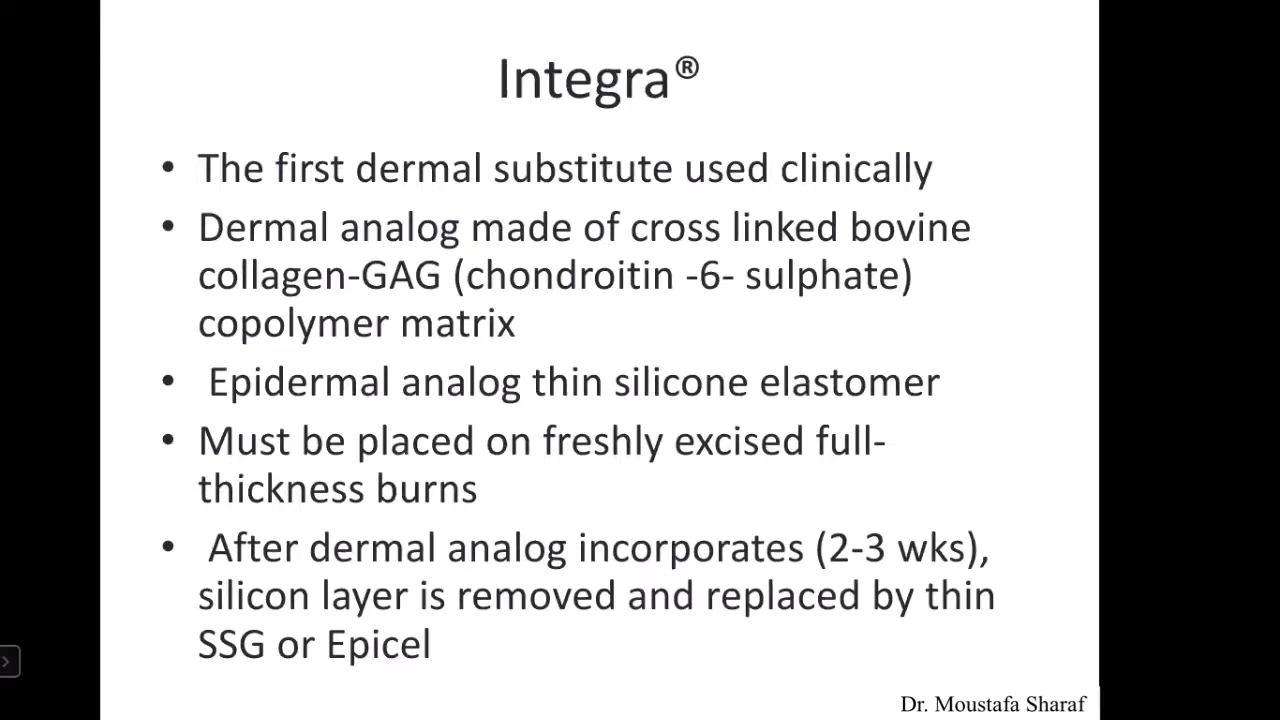 Integra®
• The first dermal substitute used clinically
• Dermal analog made of cross linked bovine
collagen-GAG (chondroitin -6- sulphate)
copolymer matrix
• Epidermal analog thin silicone elastomer
• Must be placed on freshly excised full-
thickness burns
• After dermal analog incorporates (2-3 wks),
silicon layer is removed and replaced by thin
SSG or Epicel
Dr. Moustafa Sharaf